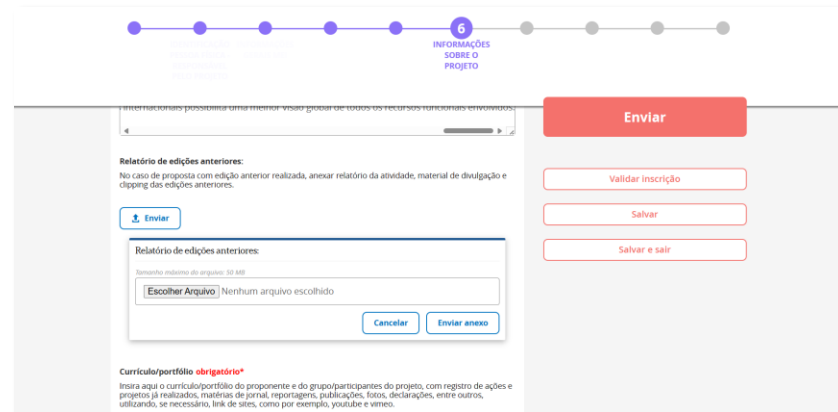 6
INFORMAÇÕES
SOBRE O
PROJETO
internacionais possibilita uma melhor visão global de todos os recursos funcionais envolvidos.
Enviar
Relatório de edições anteriores:
No caso de proposta com edição anterior realizada, anexar relatório da atividade, material de divulgação e
clipping das edições anteriores.
Validar inscrição
Enviar
Salvar
Relatório de edições anteriores:
Salvar e sair
Tamanho máximo do arquivo: 50 MB
Escolher Arquivo Nenhum arquivo escolhido
Cancelar
Enviar anexo
Currículo/portfólio obrigatório*
Insira aqui o currículo/portfólio do proponente e do grupo/participantes do projeto, com registro de ações e
projetos já realizados, matérias de jornal, reportagens, publicações, fotos, declarações, entre outros,
utilizando, se necessário, link de sites, como por exemplo, youtube e vimeo.